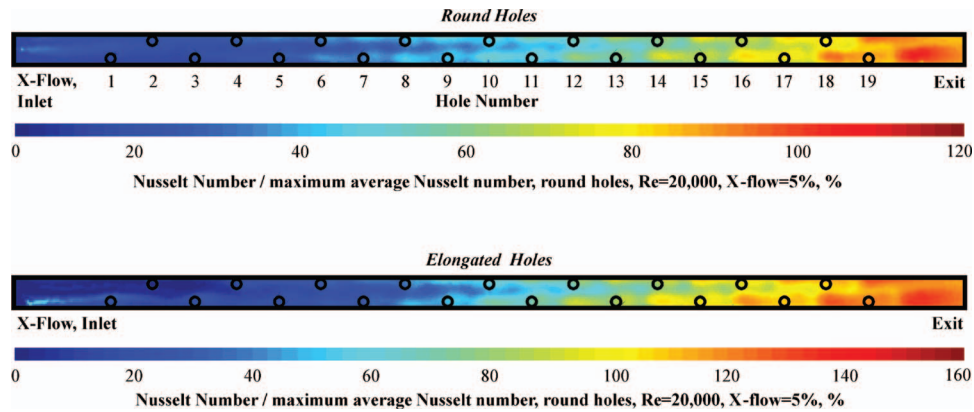 Round Holes
X-Flow, Inlet
1 2 3 4 5 6 7 8 9 10 11 12 13 14 15 16 17 18 19
Exit
Hole Number
0 20 40 60 80 100 120
Nusselt Number / maximum average Nusselt number, round holes, Re=20,000, X-flow=5%, %
Elongated Holes
X-Flow, Inlet
Exit
0 20 40 60 80 100 120 140 160
Nusselt Number / maximum average Nusselt number, round holes, Re=20,000, X-flow=5%, %